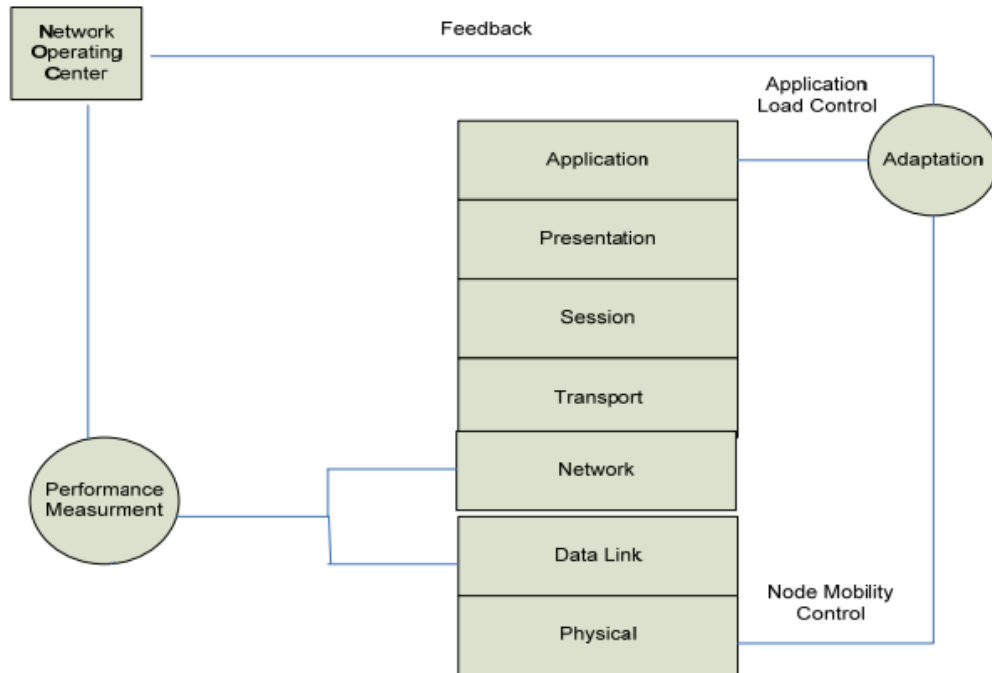 Network
Operating
Center
Feedback
Application
Load Control
Adaptation
Application
Presentation
Session
Transport
Network
Data Link
Physical
Performance
Measurment
Node Mobility
Control